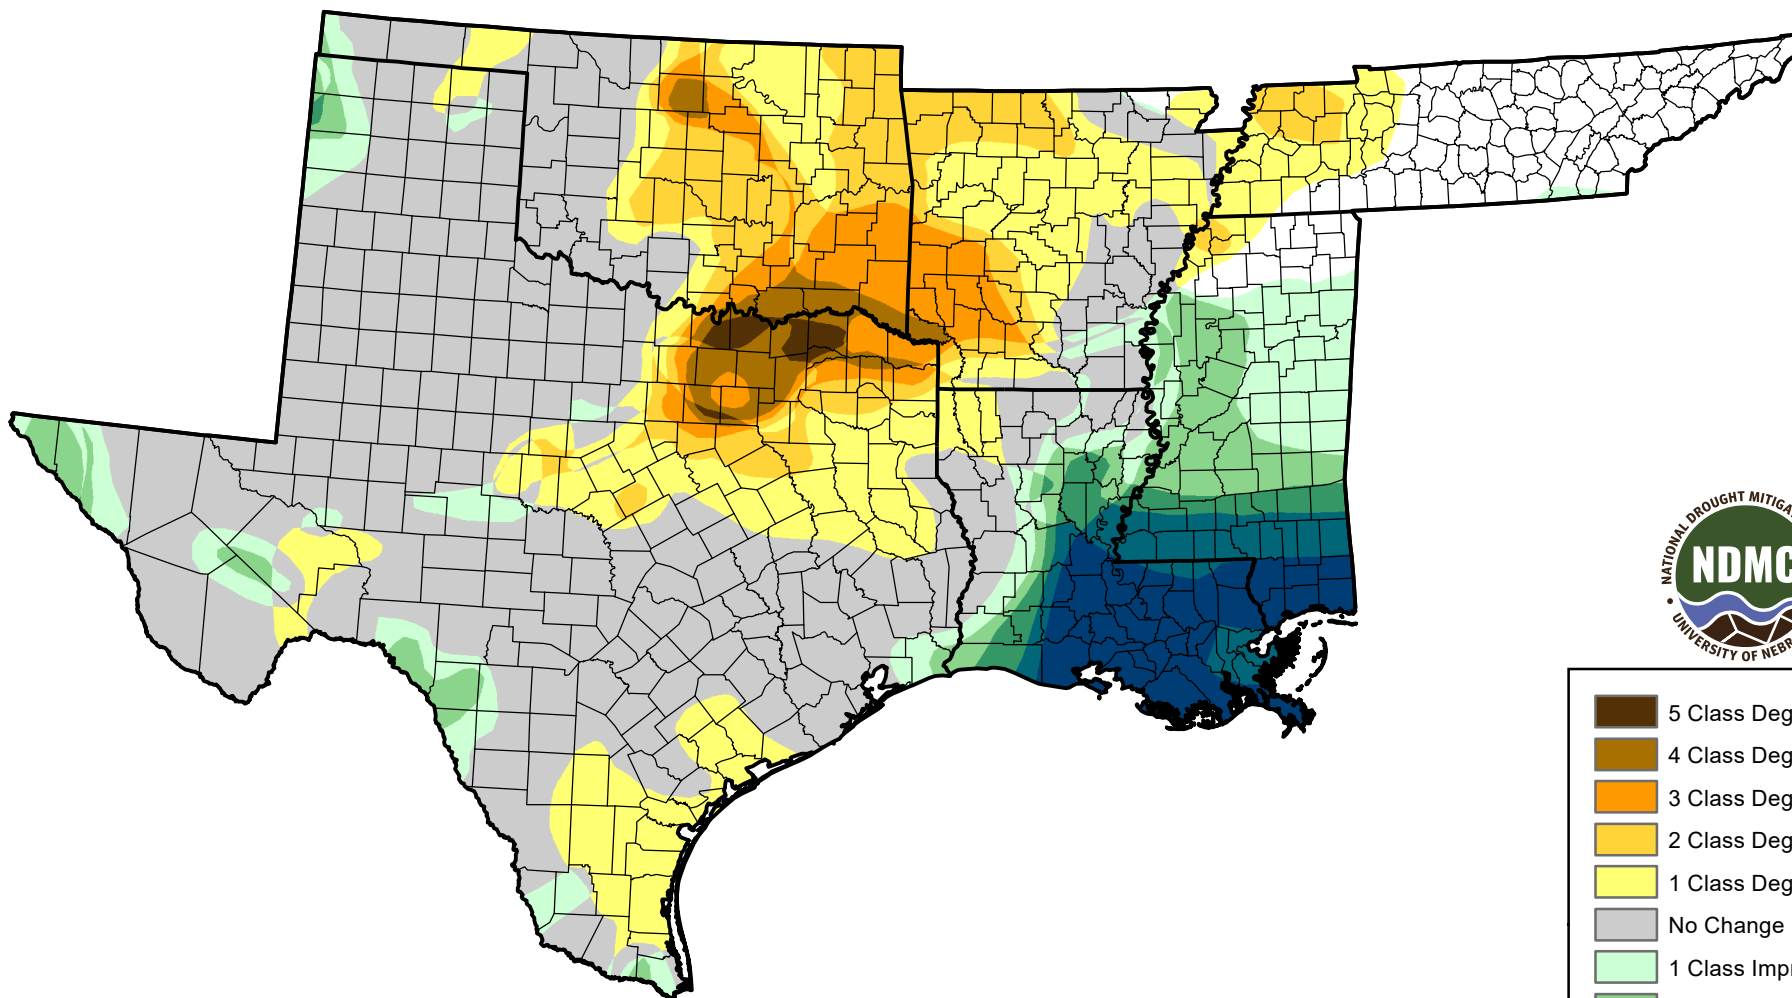 NATIONAL DROUGHT MITIGA
NDMC
UNIVERSITY OF NEBR
5 Class Deg
4 Class Deg
3 Class Deg
2 Class Deg
1 Class Deg
No Change
1 Class Impr